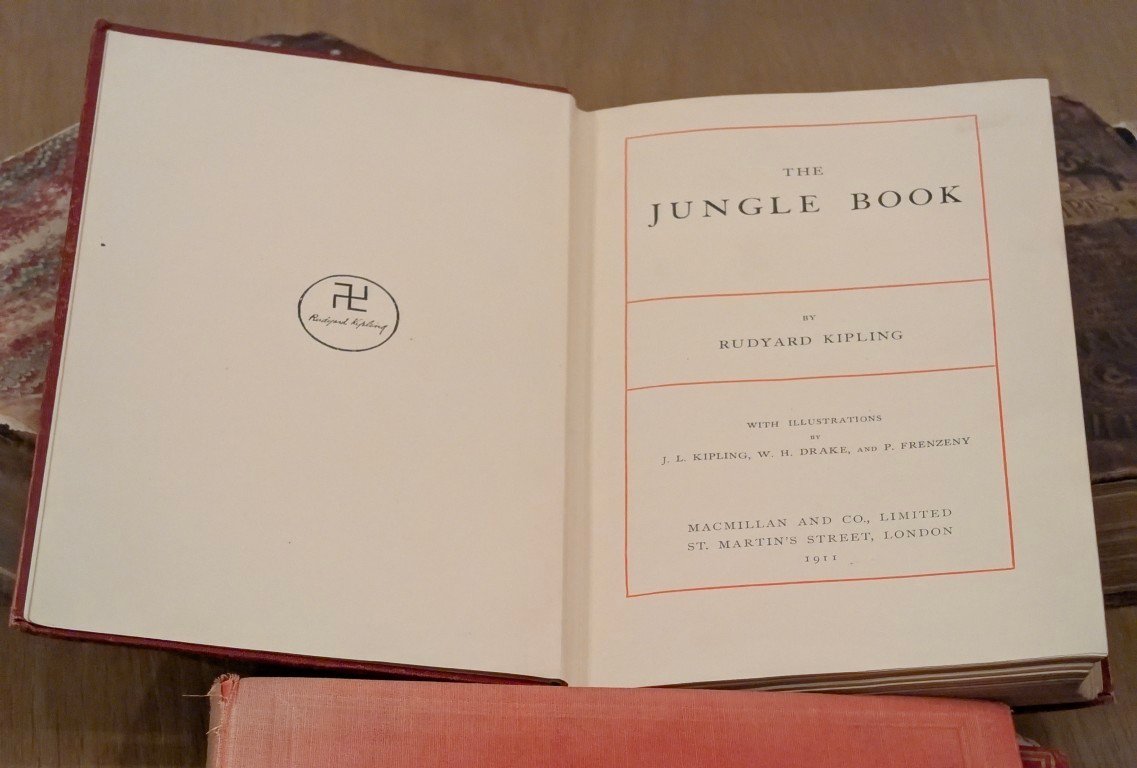 Rudyard Kipling
THE
JUNGLE BOOK
BY
RUDYARD KIPLING
WITH ILLUSTRATIONS
BY
J. L. KIPLING, W. H. DRAKE, AND P. FRENZENY
MACMILLAN AND CO., LIMITED
ST. MARTIN'S STREET, LONDON
1911